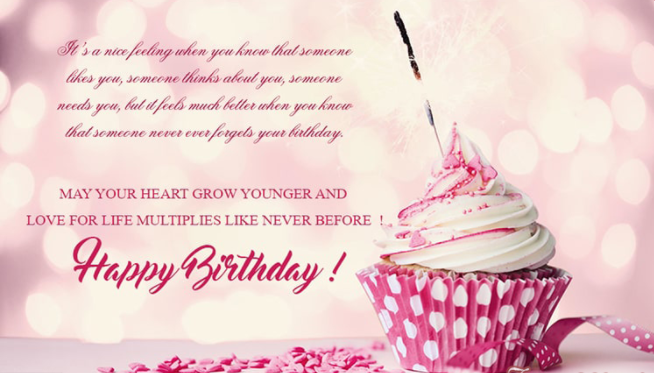 It's a nice feeling when you know that someone
likes you, someone thinks about you, someone
needs you, but it feels much better when you know
that someone never ever forgets your birthday.
MAY YOUR HEART GROW YOUNGER AND
LOVE FOR LIFE MULTIPLIES LIKE NEVER BEFORE !
Happy Birthday !